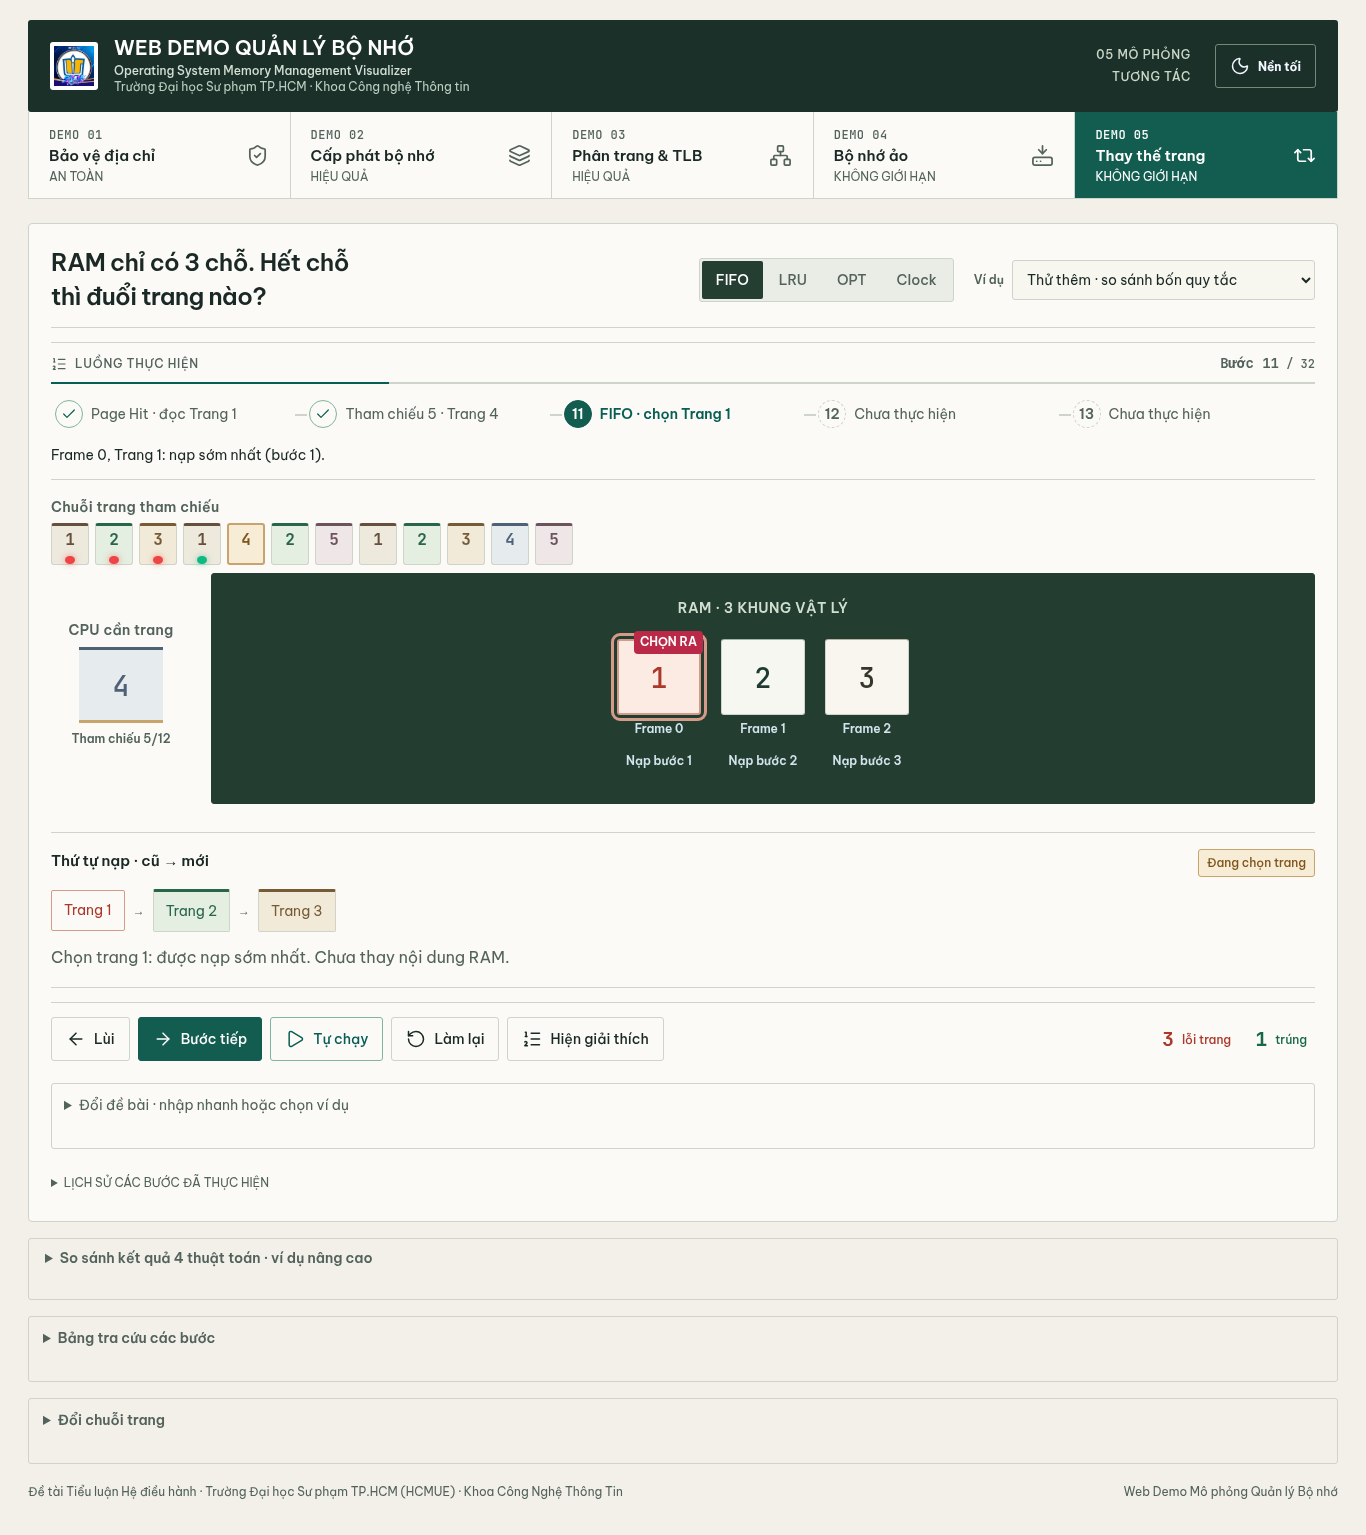 WEB DEMO QUẢN LÝ BỘ NHỚ
Operating System Memory Management Visualizer
Trường Đại học Sư phạm TP.HCM · Khoa Công nghệ Thông tin
05 MÔ PHỎNG
TƯƠNG TÁC
Nền tối
DEMO 01
Bảo vệ địa chỉ
AN TOÀN
DEMO 02
Cấp phát bộ nhớ
HIỆU QUẢ
DEMO 03
Phân trang & TLB
HIỆU QUẢ
DEMO 04
Bộ nhớ ảo
KHÔNG GIỚI HẠN
DEMO 05
Thay thế trang
KHÔNG GIỚI HẠN
RAM chỉ có 3 chỗ. Hết chỗ
thì đuổi trang nào?
FIFO LRU OPT Clock
Ví dụ
Thử thêm · so sánh bốn quy tắc
LUỒNG THỰC HIỆN
Bước 11 / 32
Page Hit · đọc Trang 1
Tham chiếu 5 · Trang 4
11 FIFO · chọn Trang 1
12 Chưa thực hiện
13 Chưa thực hiện
Frame 0, Trang 1: nạp sớm nhất (bước 1).
Chuỗi trang tham chiếu
1 2 3 1 4 2 5 1 2 3 4 5
CPU cần trang
4
Tham chiếu 5/12
RAM · 3 KHUNG VẬT LÝ
CHỌN RA
1 2 3
Frame 0 Frame 1 Frame 2
Nạp bước 1 Nạp bước 2 Nạp bước 3
Thứ tự nạp · cũ → mới
Đang chọn trang
Trang 1 → Trang 2 → Trang 3
Chọn trang 1: được nạp sớm nhất. Chưa thay nội dung RAM.
Lùi
Bước tiếp
Tự chạy
Làm lại
Hiện giải thích
3 lỗi trang
1 trúng
Đổi đề bài · nhập nhanh hoặc chọn ví dụ
LỊCH SỬ CÁC BƯỚC ĐÃ THỰC HIỆN
So sánh kết quả 4 thuật toán · ví dụ nâng cao
Bảng tra cứu các bước
Đổi chuỗi trang
Đề tài Tiểu luận Hệ điều hành · Trường Đại học Sư phạm TP.HCM (HCMUE) · Khoa Công Nghệ Thông Tin
Web Demo Mô phỏng Quản lý Bộ nhớ